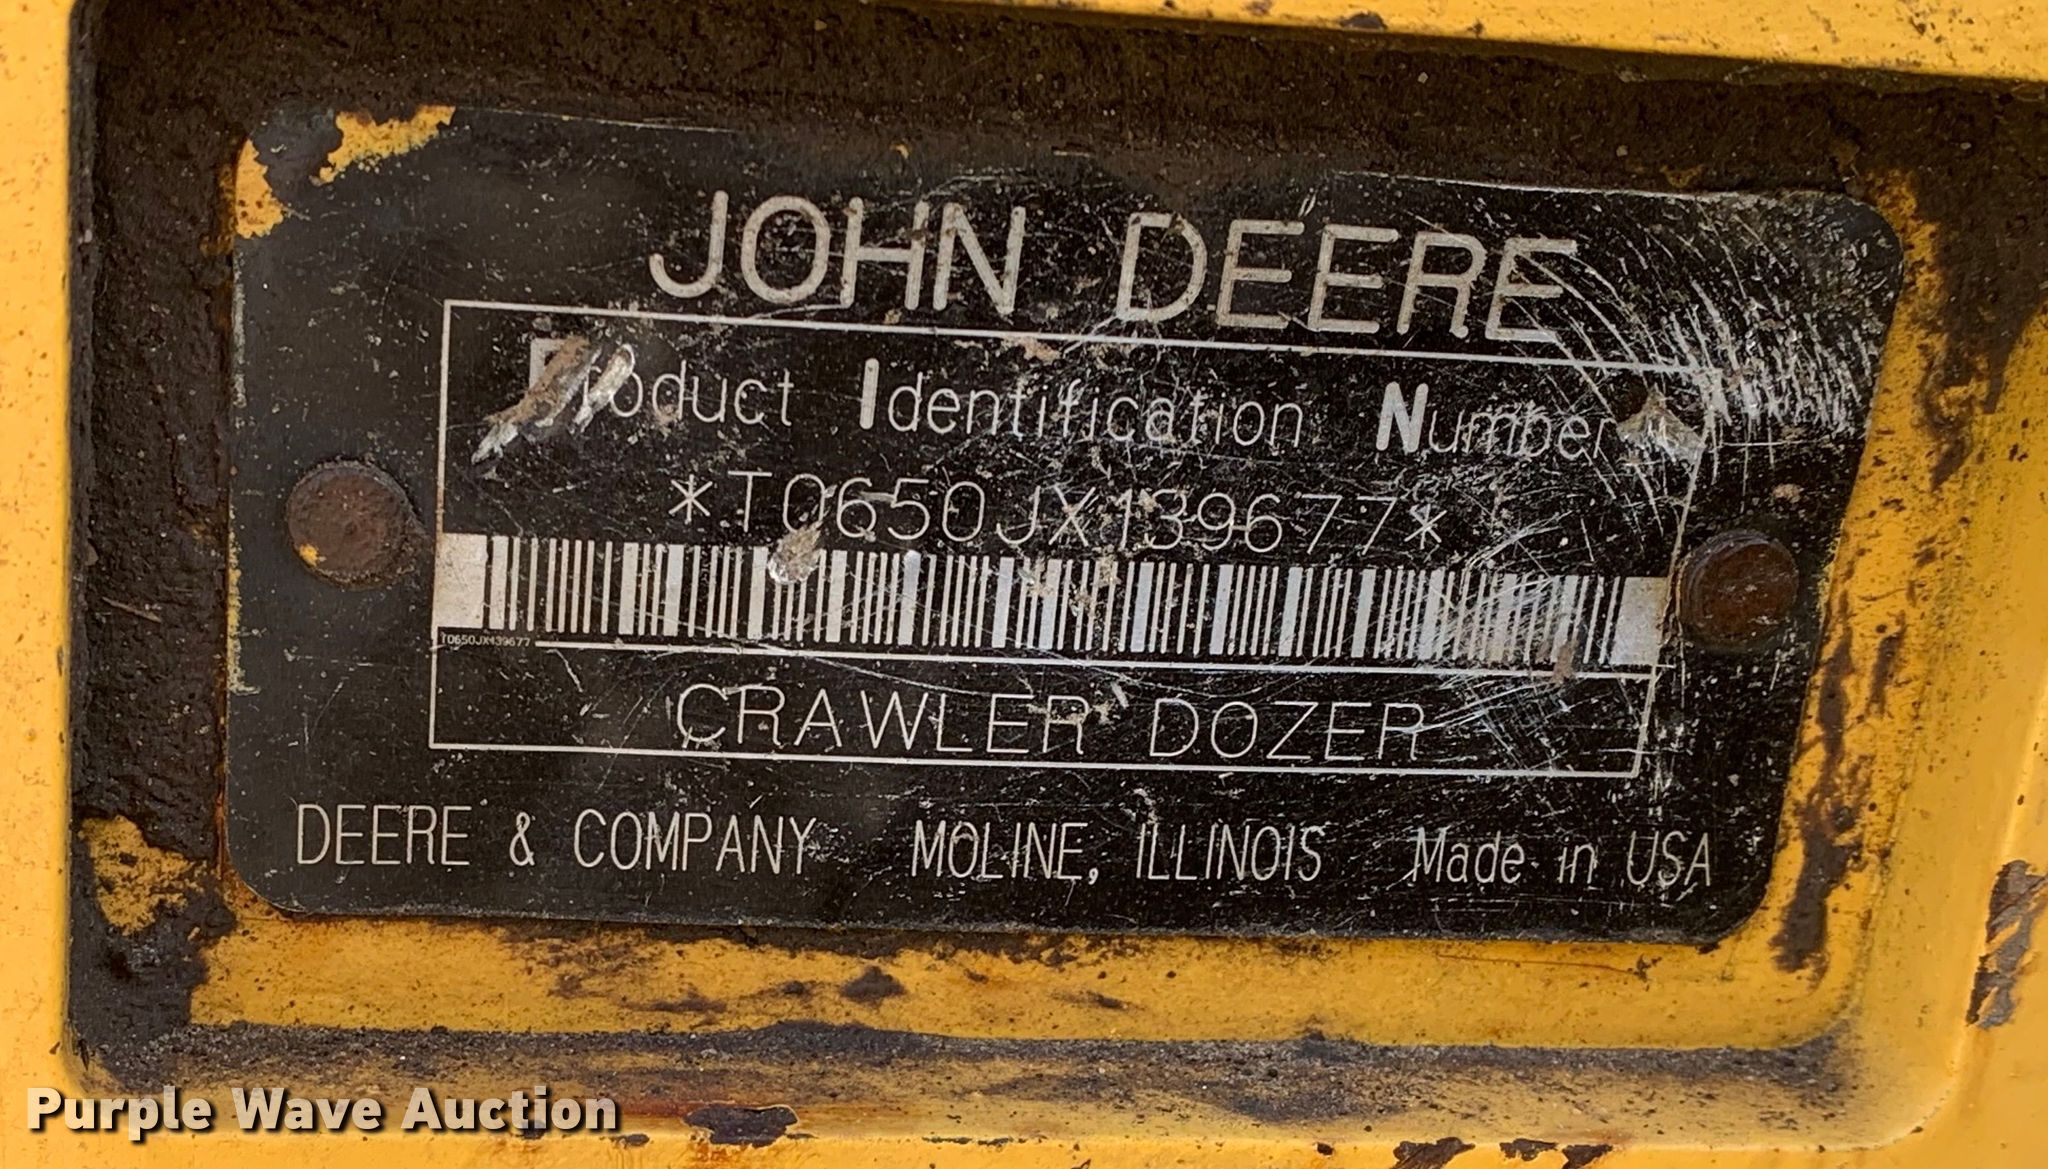 JOHN DEERE
Product Identification Number
*T0650JX139677*
T0650JX139677
CRAWLER DOZER
DEERE & COMPANY MOLINE, ILLINOIS Made in USA
Purple Wave Auction